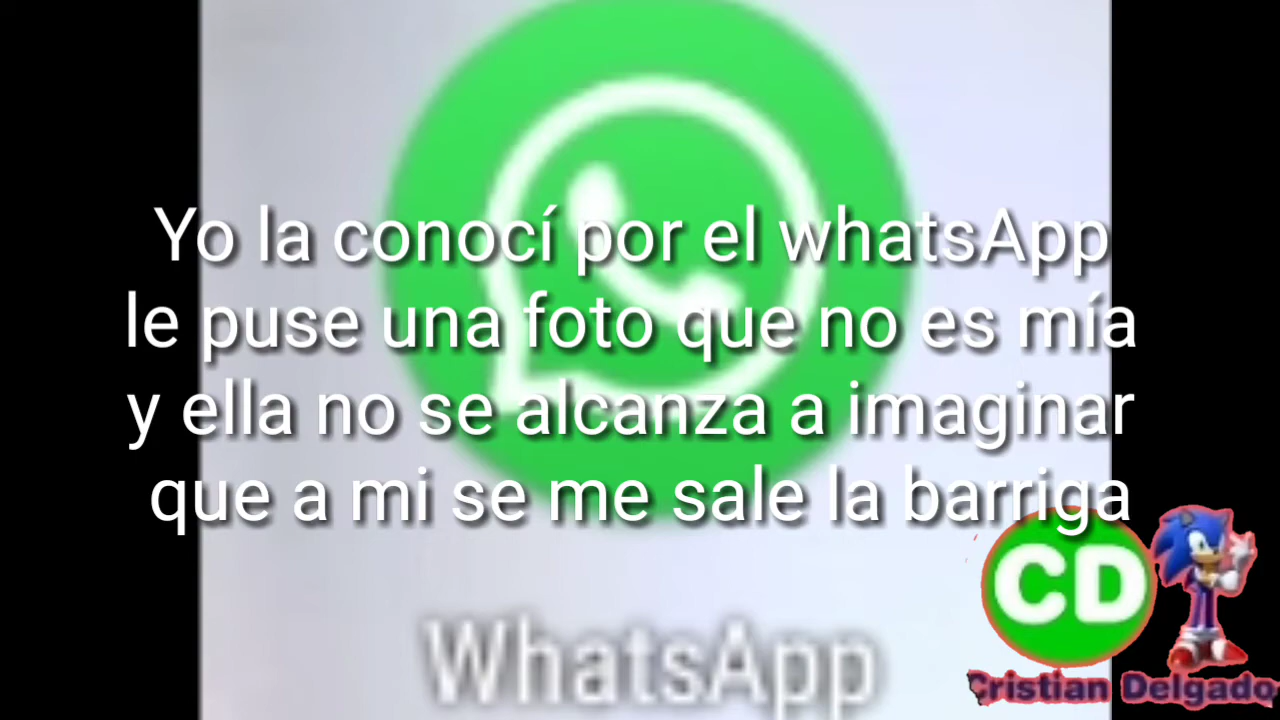 Yo la conocí por el whatsApp
le puse una foto que no es mía
y ella no se alcanza a imaginar
que a mi se me sale la barriga
CD
WhatsApp
Cristian Delgado